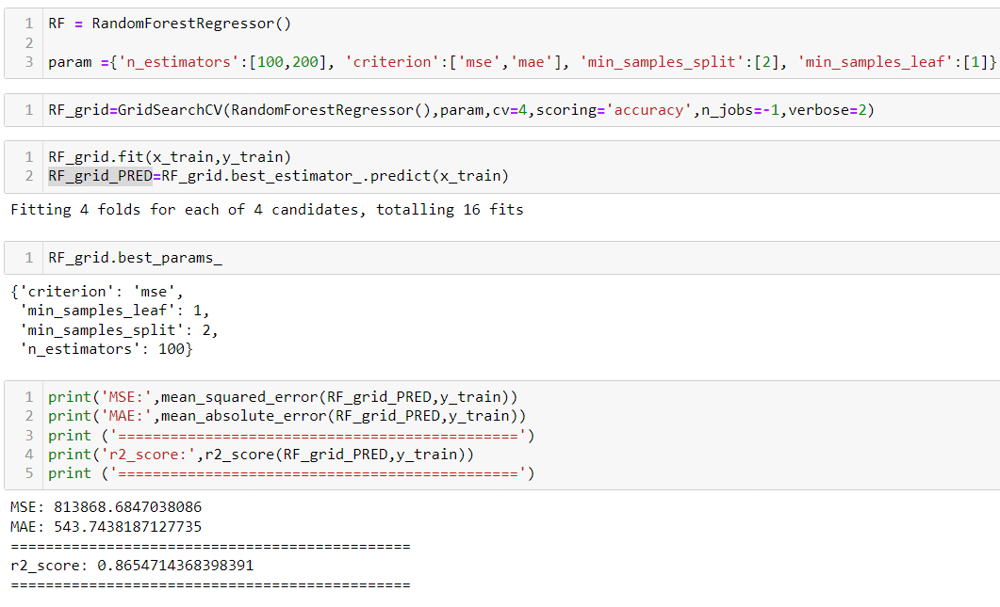 1 RF = RandomForestRegressor()
2
3 param ={'n_estimators':[100,200], 'criterion':['mse','mae'], 'min_samples_split':[2], 'min_samples_leaf':[1]}
1 RF_grid=GridSearchCV(RandomForestRegressor(),param,cv=4,scoring='accuracy',n_jobs=-1,verbose=2)
1 RF_grid.fit(x_train,y_train)
2 RF_grid_PRED=RF_grid.best_estimator_.predict(x_train)
Fitting 4 folds for each of 4 candidates, totalling 16 fits
1 RF_grid.best_params_
{'criterion': 'mse',
'min_samples_leaf': 1,
'min_samples_split': 2,
'n_estimators': 100}
1 print('MSE:',mean_squared_error(RF_grid_PRED,y_train))
2 print('MAE:',mean_absolute_error(RF_grid_PRED,y_train))
3 print ('==============================================')
4 print('r2_score:',r2_score(RF_grid_PRED,y_train))
5 print ('==============================================')
MSE: 813868.6847038086
MAE: 543.7438187127735
==============================================
r2_score: 0.8654714368398391
==============================================